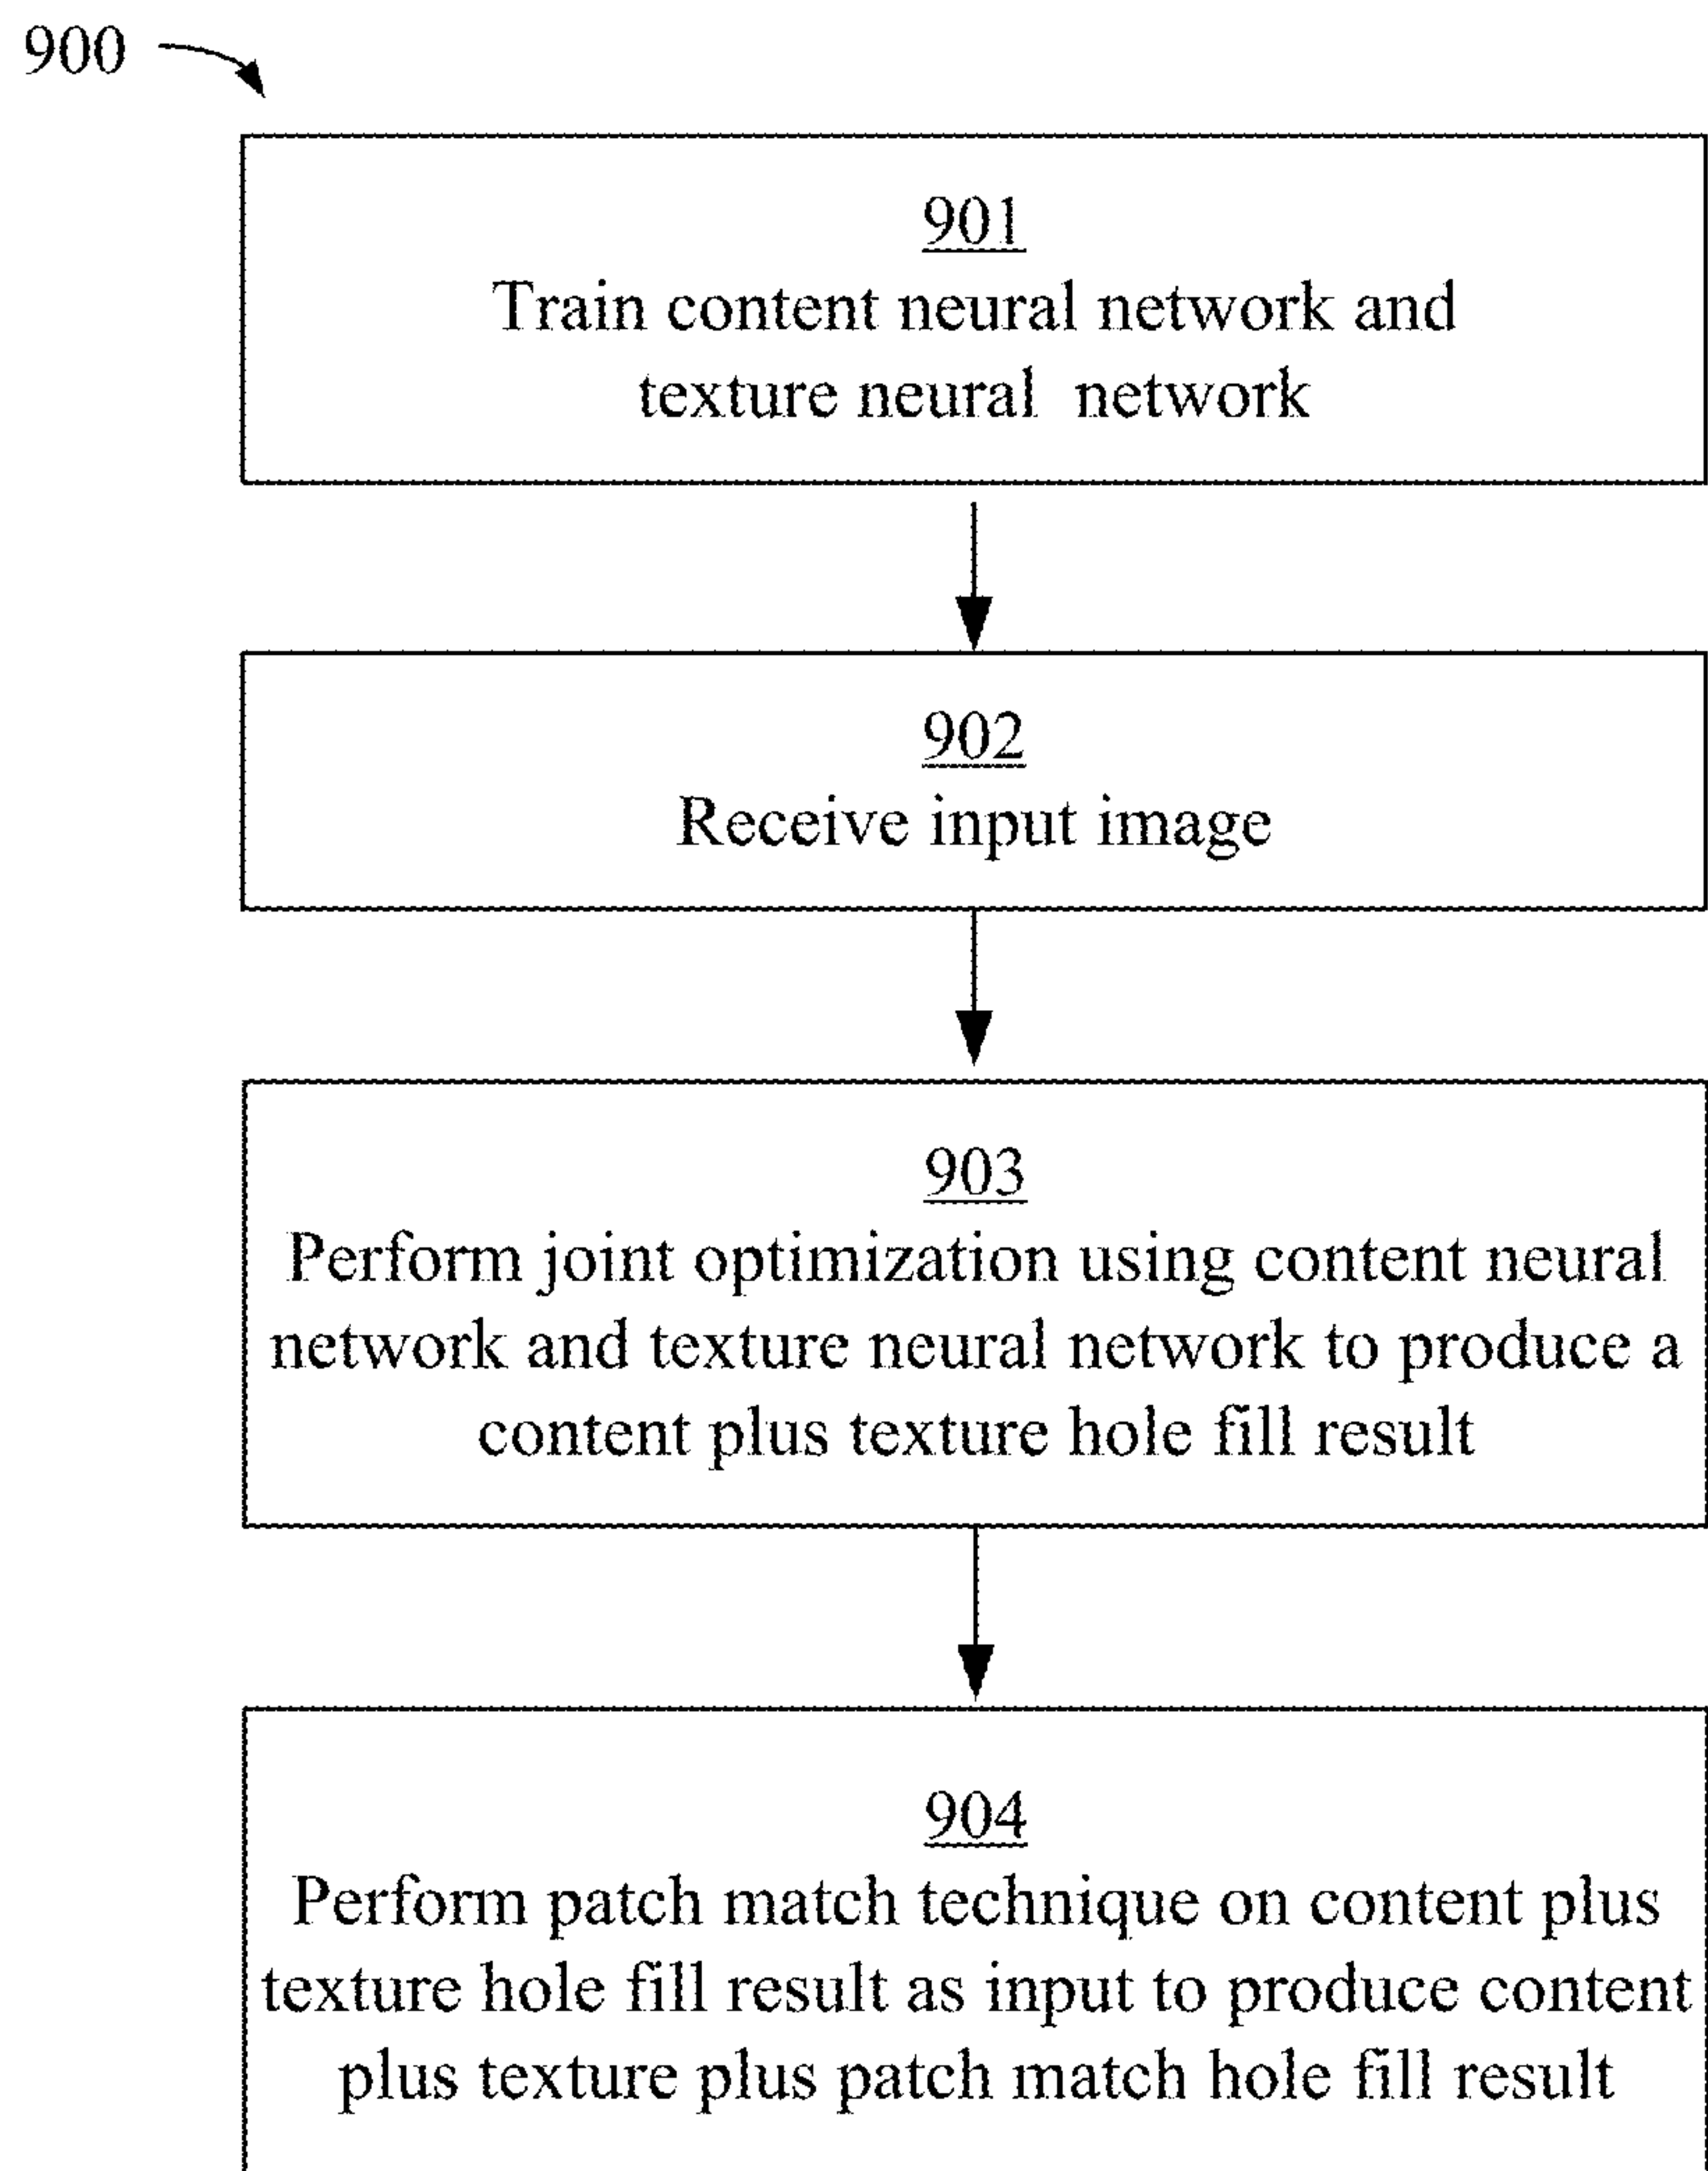 900
901
Train content neural network and
texture neural network
902
Receive input image
903
Perform joint optimization using content neural
network and texture neural network to produce a
content plus texture hole fill result
904
Perform patch match technique on content plus
texture hole fill result as input to produce content
plus texture plus patch match hole fill result